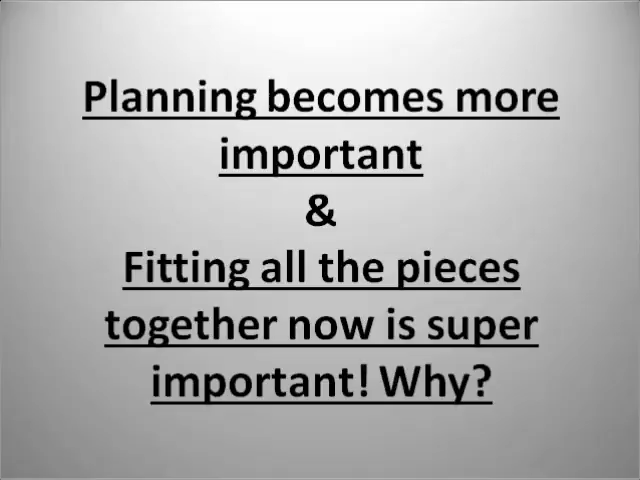 Planning becomes more
important
&
Fitting all the pieces
together now is super
important! Why?